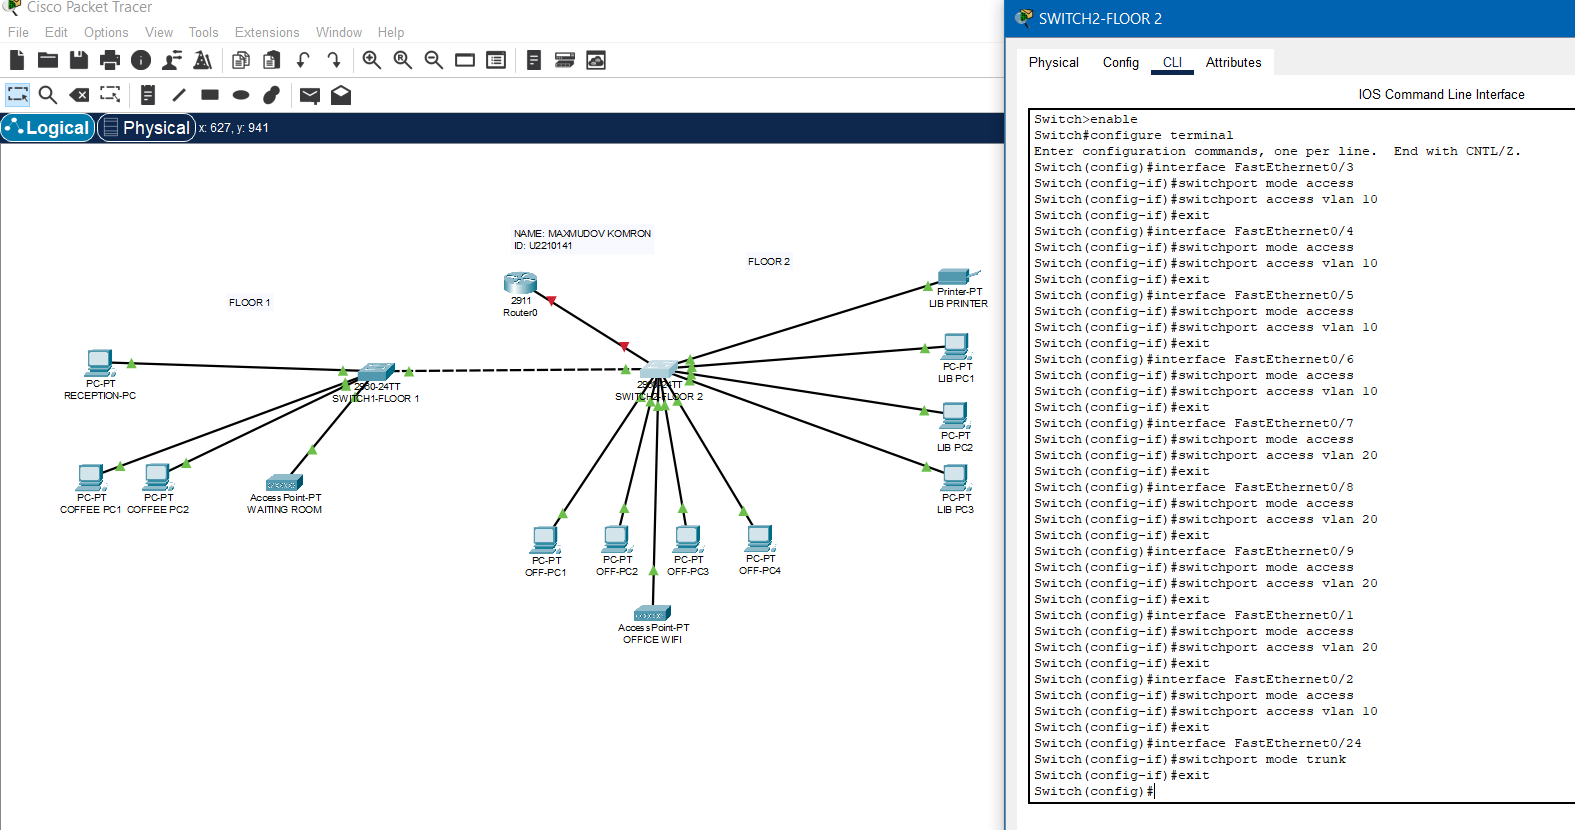 Cisco Packet Tracer
File Edit Options View Tools Extensions Window Help
Logical Physical x: 627, y: 941
NAME: MAXMUDOV KOMRON
ID: U2210141
FLOOR 2
FLOOR 1
2911
Router0
Printer-PT
LIB PRINTER
PC-PT
LIB PC1
PC-PT
RECEPTION-PC
2950-24TT
SWITCH1-FLOOR 1
24TT
SWITCH2-FLOOR 2
PC-PT
LIB PC2
PC-PT
COFFEE PC1
PC-PT
COFFEE PC2
Access Point-PT
WAITING ROOM
PC-PT
LIB PC3
PC-PT
OFF-PC1
PC-PT
OFF-PC2
PC-PT
OFF-PC3
PC-PT
OFF-PC4
Access Point-PT
OFFICE WIFI
SWITCH2-FLOOR 2
Physical Config CLI Attributes
IOS Command Line Interface
Switch>enable
Switch#configure terminal
Enter configuration commands, one per line. End with CNTL/Z.
Switch(config)#interface FastEthernet0/3
Switch(config-if)#switchport mode access
Switch(config-if)#switchport access vlan 10
Switch(config-if)#exit
Switch(config)#interface FastEthernet0/4
Switch(config-if)#switchport mode access
Switch(config-if)#switchport access vlan 10
Switch(config-if)#exit
Switch(config)#interface FastEthernet0/5
Switch(config-if)#switchport mode access
Switch(config-if)#switchport access vlan 10
Switch(config-if)#exit
Switch(config)#interface FastEthernet0/6
Switch(config-if)#switchport mode access
Switch(config-if)#switchport access vlan 10
Switch(config-if)#exit
Switch(config)#interface FastEthernet0/7
Switch(config-if)#switchport mode access
Switch(config-if)#switchport access vlan 20
Switch(config-if)#exit
Switch(config)#interface FastEthernet0/8
Switch(config-if)#switchport mode access
Switch(config-if)#switchport access vlan 20
Switch(config-if)#exit
Switch(config)#interface FastEthernet0/9
Switch(config-if)#switchport mode access
Switch(config-if)#switchport access vlan 20
Switch(config-if)#exit
Switch(config)#interface FastEthernet0/1
Switch(config-if)#switchport mode access
Switch(config-if)#switchport access vlan 20
Switch(config-if)#exit
Switch(config)#interface FastEthernet0/2
Switch(config-if)#switchport mode access
Switch(config-if)#switchport access vlan 10
Switch(config-if)#exit
Switch(config)#interface FastEthernet0/24
Switch(config-if)#switchport mode trunk
Switch(config-if)#exit
Switch(config)#